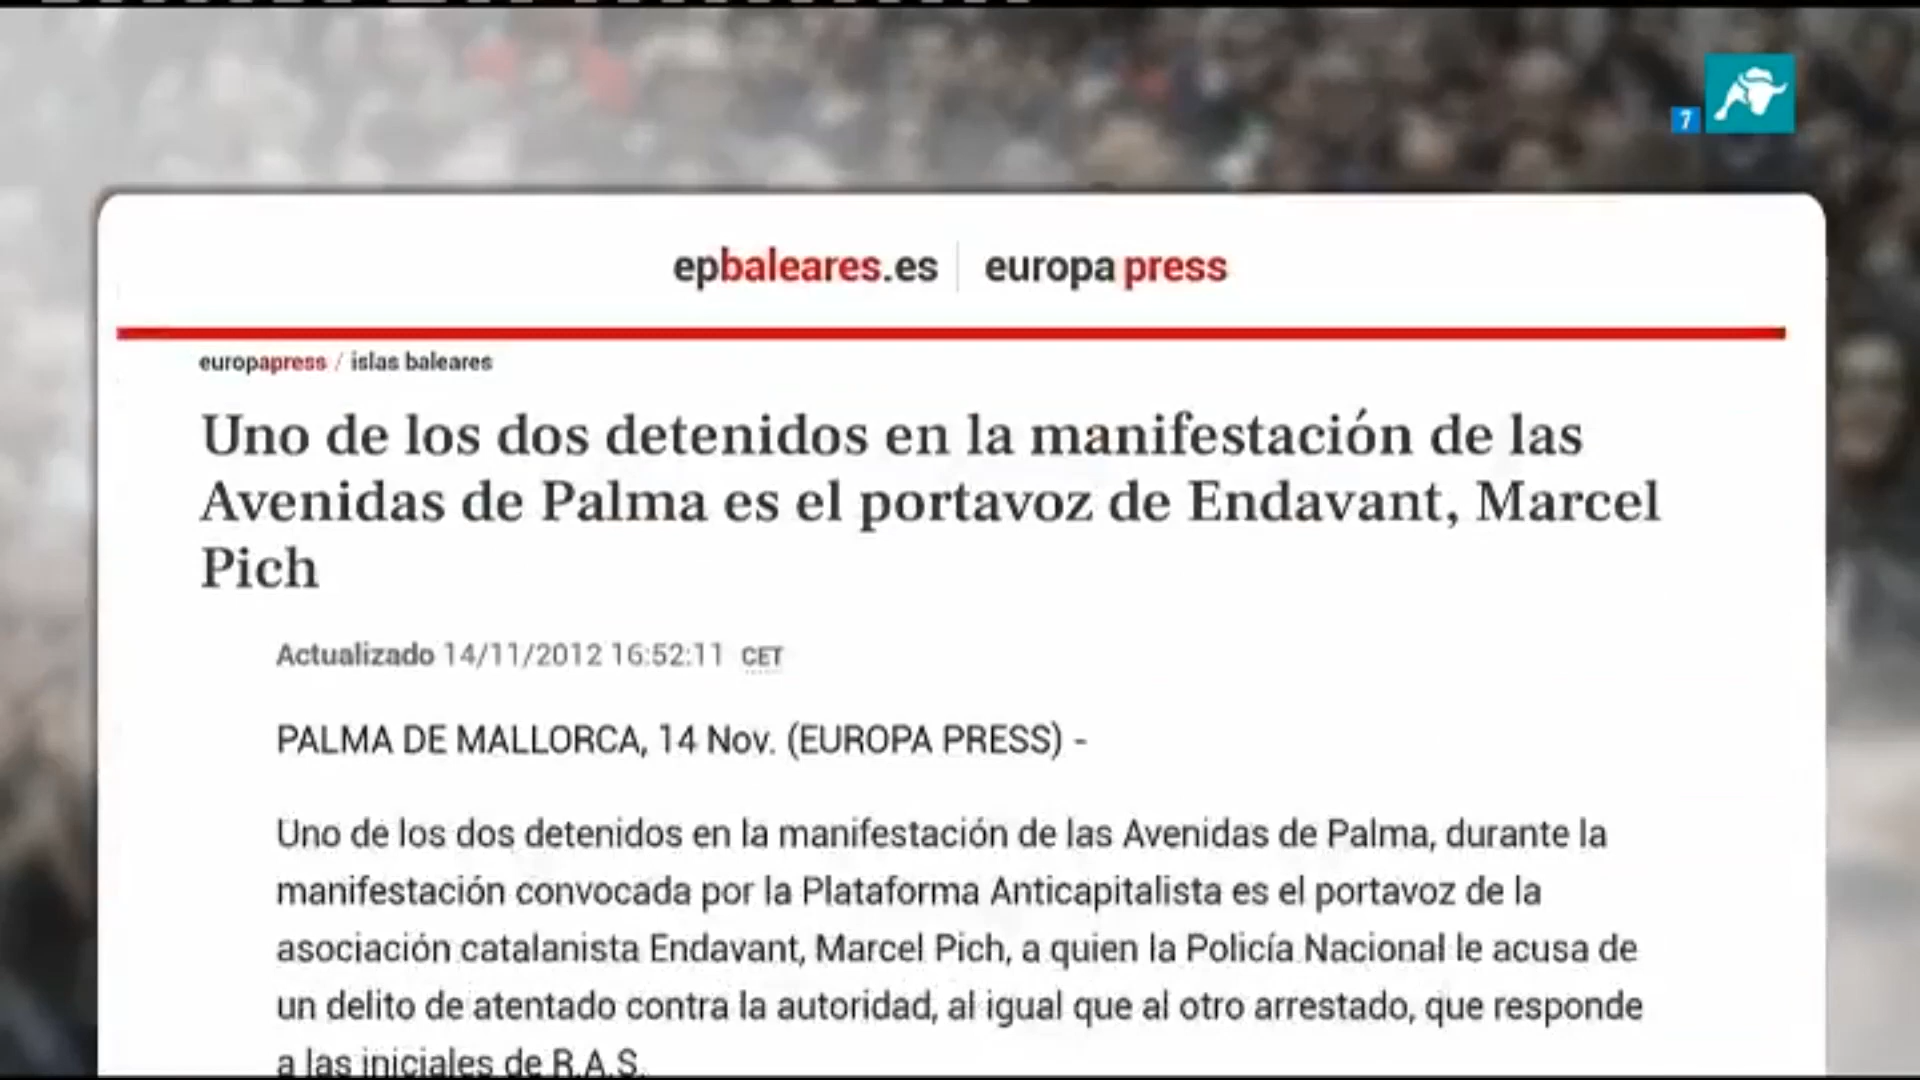 7
epbaleares.es europa press
europapress / islas baleares
Uno de los dos detenidos en la manifestación de las
Avenidas de Palma es el portavoz de Endavant, Marcel
Pich
Actualizado 14/11/2012 16:52:11 CET
PALMA DE MALLORCA, 14 Nov. (EUROPA PRESS) -
Uno de los dos detenidos en la manifestación de las Avenidas de Palma, durante la
manifestación convocada por la Plataforma Anticapitalista es el portavoz de la
asociación catalanista Endavant, Marcel Pich, a quien la Policía Nacional le acusa de
un delito de atentado contra la autoridad, al igual que al otro arrestado, que responde
a las iniciales de R.A.S.